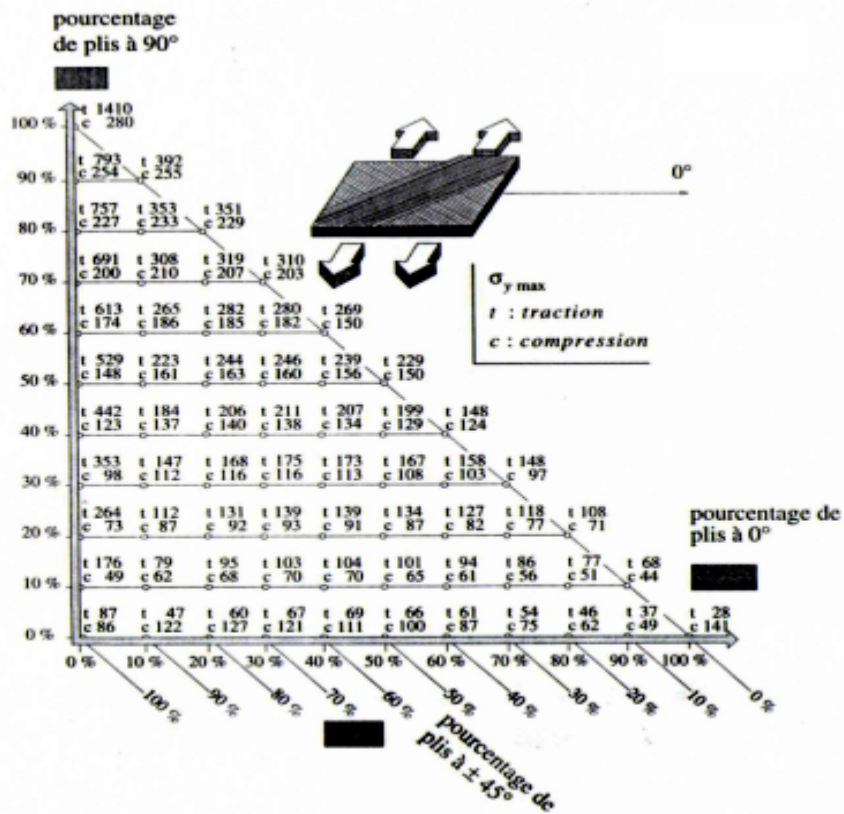 pourcentage
de plis à 90°
t 1410
100 % c 280
t 793 t 392
90 % c 254 c 255
t 757 t 353 t 351
80 % c 227 c 233 c 229
t 691 t 308 t 319 t 310
70 % c 200 c 210 c 207 c 203
t 613 t 265 t 282 t 280 t 269
60 % c 174 c 186 c 185 c 182 c 150
t 529 t 223 t 244 t 246 t 239 t 229
50 % c 148 c 161 c 163 c 160 c 156 c 150
t 442 t 184 t 206 t 211 t 207 t 199 t 148
40 % c 123 c 137 c 140 c 138 c 134 c 129 c 124
t 353 t 147 t 168 t 175 t 173 t 167 t 158 t 148
30 % c 98 c 112 c 116 c 116 c 113 c 108 c 103 c 97
t 264 t 112 t 131 t 139 t 139 t 134 t 127 t 118 t 108
20 % c 73 c 87 c 92 c 93 c 91 c 87 c 82 c 77 c 71
t 176 t 79 t 95 t 103 t 104 t 101 t 94 t 86 t 77 t 68
10 % c 49 c 62 c 68 c 70 c 70 c 65 c 61 c 56 c 51 c 44
t 87 t 47 t 60 t 67 t 69 t 66 t 61 t 54 t 46 t 37 t 28
0 % c 86 c 122 c 127 c 121 c 111 c 100 c 87 c 75 c 62 c 49 c 141
0 % 10 % 20 % 30 % 40 % 50 % 60 % 70 % 80 % 90 % 100 %
100 % 90 % 80 % 70 % 60 % 50 % 40 % 30 % 20 % 10 % 0 %
0°
σy max
t : traction
c : compression
pourcentage de
plis à 0°
pourcentage de
plis à ± 45°